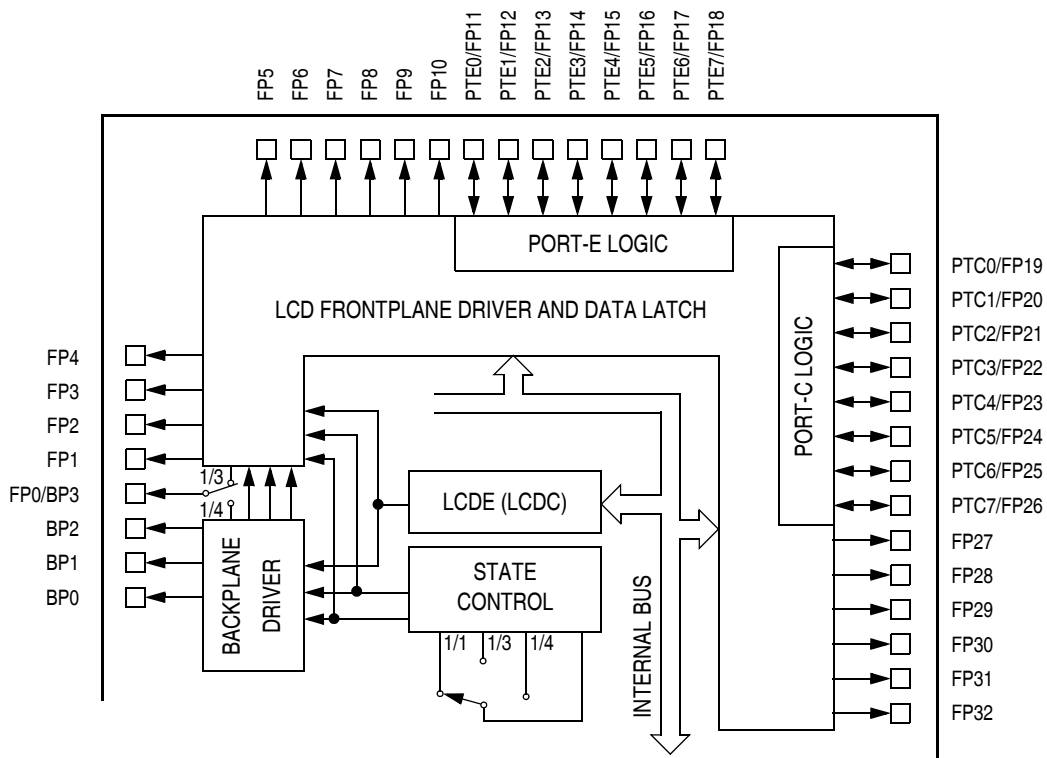 FP5
FP6
FP7
FP8
FP9
FP10
PTE0/FP11
PTE1/FP12
PTE2/FP13
PTE3/FP14
PTE4/FP15
PTE5/FP16
PTE6/FP17
PTE7/FP18
PORT-E LOGIC
LCD FRONTPLANE DRIVER AND DATA LATCH
PORT-C LOGIC
PTC0/FP19
PTC1/FP20
PTC2/FP21
PTC3/FP22
PTC4/FP23
PTC5/FP24
PTC6/FP25
PTC7/FP26
FP27
FP28
FP29
FP30
FP31
FP32
FP4
FP3
FP2
FP1
FP0/BP3
BP2
BP1
BP0
1/3
1/4
BACKPLANE
DRIVER
LCDE (LCDC)
STATE
CONTROL
1/1
1/3
1/4
INTERNAL BUS